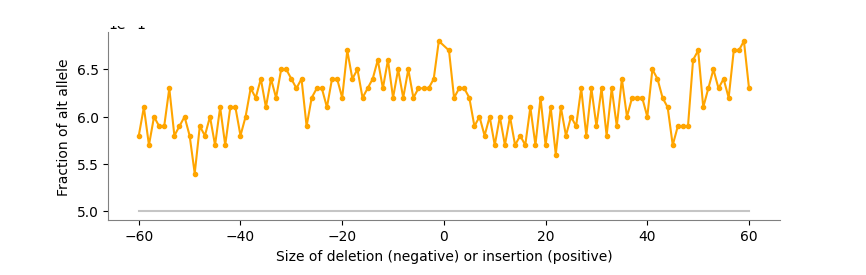 6.5
6.0
5.5
5.0
Fraction of alt allele
−60 −40 −20 0 20 40 60
Size of deletion (negative) or insertion (positive)